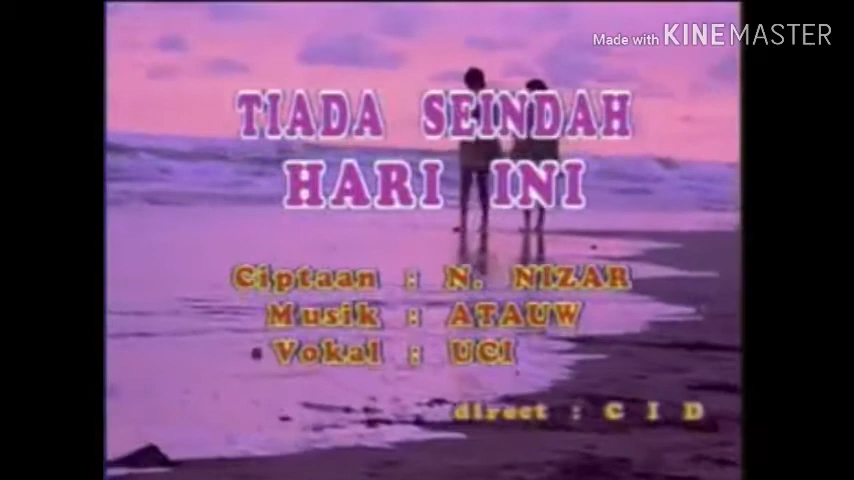 Made with KINEMASTER
TIADA SEINDAH
HARI INI
Ciptaan : N. NIZAR
Musik : ATAUW
Vokal : UCI
direct : C I D